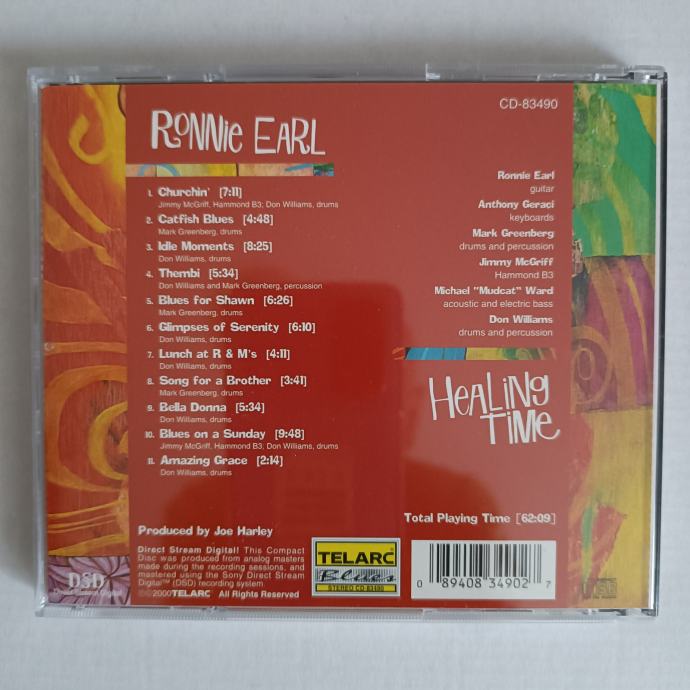 CD-83490
RONNIE EARL
1. Churchin' [7:11]
Jimmy McGriff, Hammond B3; Don Williams, drums
2. Catfish Blues [4:48]
Mark Greenberg, drums
3. Idle Moments [8:25]
Don Williams, drums
4. Thembi [5:34]
Don Williams and Mark Greenberg, percussion
5. Blues for Shawn [6:26]
Mark Greenberg, drums
6. Glimpses of Serenity [6:10]
Don Williams, drums
7. Lunch at R & M's [4:11]
Don Williams, drums
8. Song for a Brother [3:41]
Mark Greenberg, drums
9. Bella Donna [5:34]
Don Williams, drums
10. Blues on a Sunday [9:48]
Jimmy McGriff, Hammond B3; Don Williams, drums
11. Amazing Grace [2:14]
Don Williams, drums
Ronnie Earl
guitar
Anthony Geraci
keyboards
Mark Greenberg
drums and percussion
Jimmy McGriff
Hammond B3
Michael "Mudcat" Ward
acoustic and electric bass
Don Williams
drums and percussion
HEALING
TIME
Total Playing Time [62:09]
Produced by Joe Harley
Direct Stream Digital! This Compact
Disc was produced from analog masters
made during the recording sessions, and
mastered using the Sony Direct Stream
Digital™ (DSD) recording system.
℗©2000 TELARC All Rights Reserved
DSD
Direct Stream Digital
TELARC
Blues
STEREO CD-83490
0 89408 34902 7